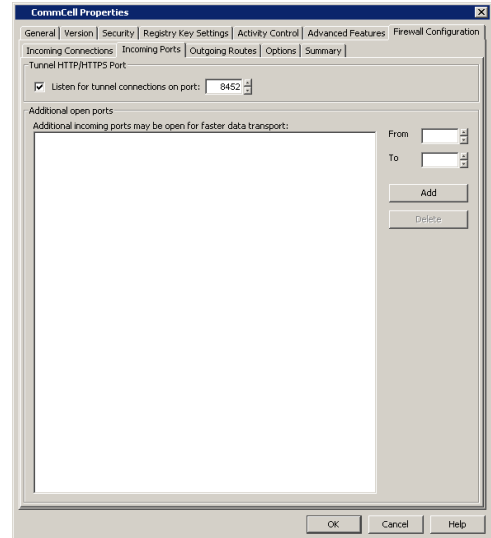 CommCell Properties
General Version Security Registry Key Settings Activity Control Advanced Features Firewall Configuration
Incoming Connections Incoming Ports Outgoing Routes Options Summary
Tunnel HTTP/HTTPS Port
Listen for tunnel connections on port: 8452
Additional open ports
Additional incoming ports may be open for faster data transport:
From
To
Add
Delete
OK Cancel Help